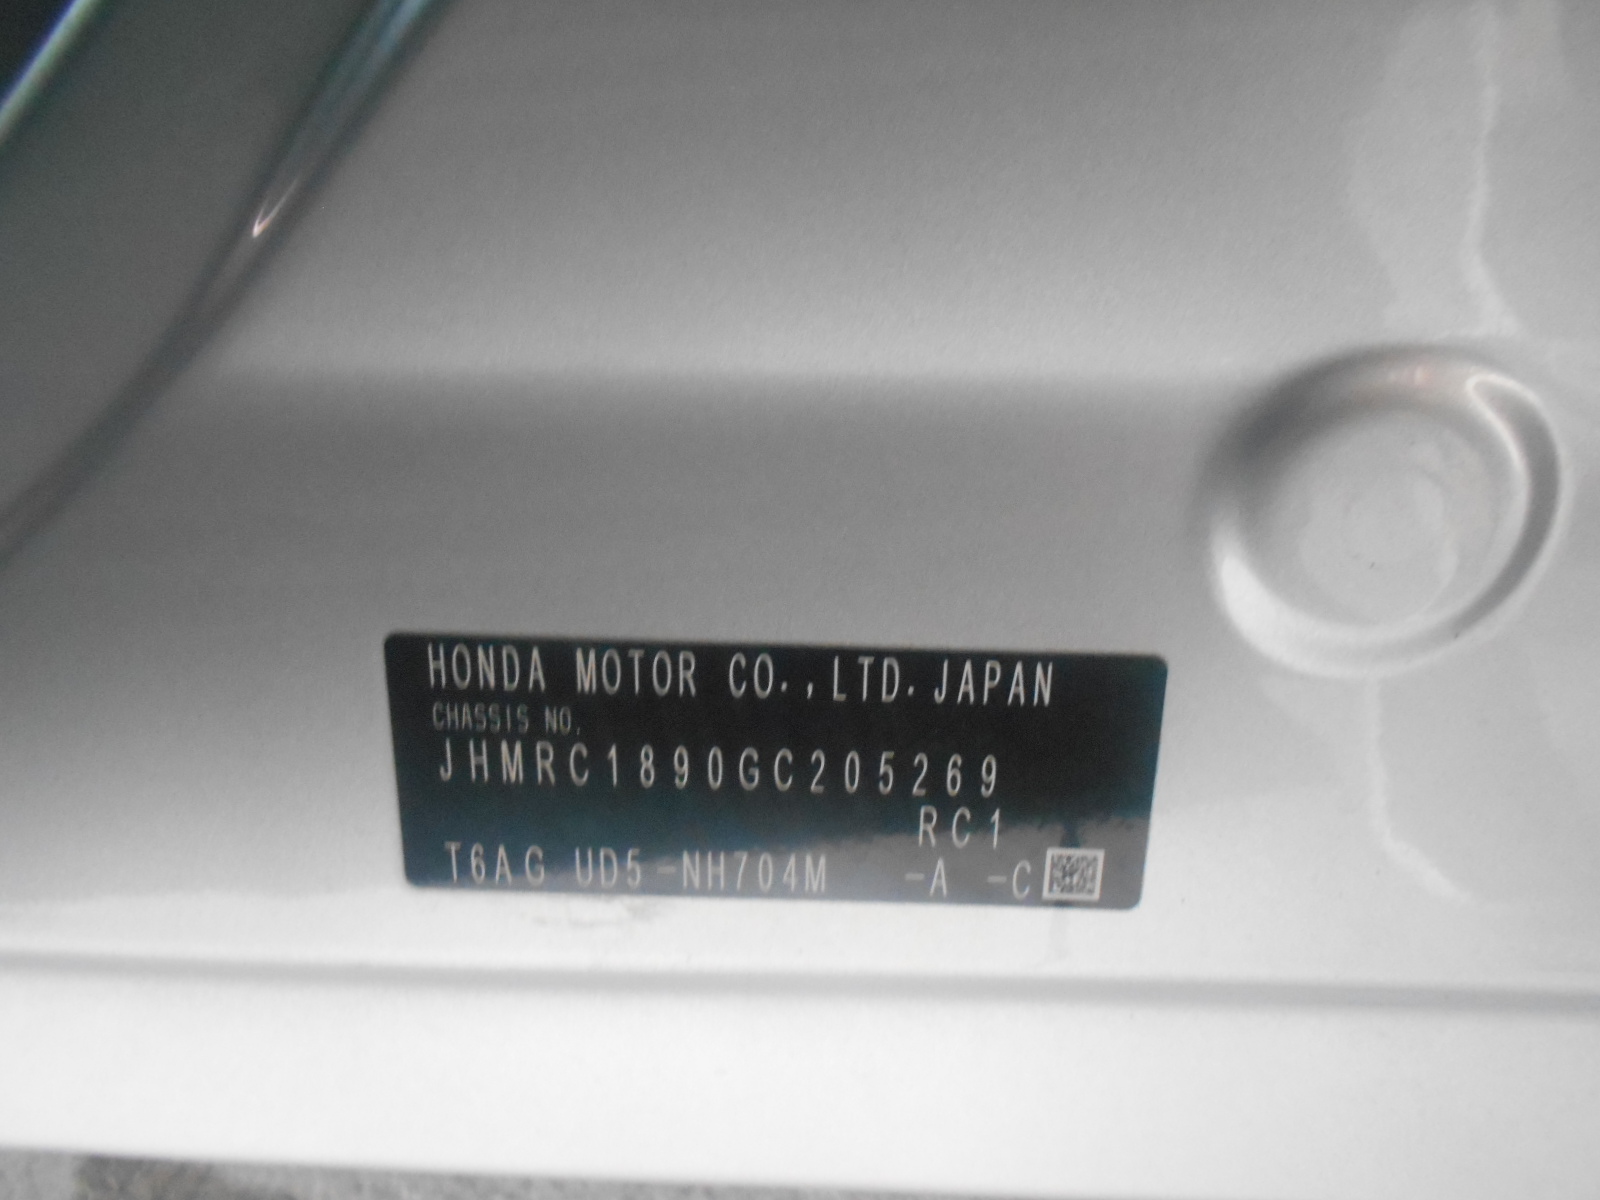 HONDA MOTOR CO.,LTD.JAPAN
CHASSIS NO.
JHMRC1890GC205269
RC1
T6AG UD5-NH704M -A -C